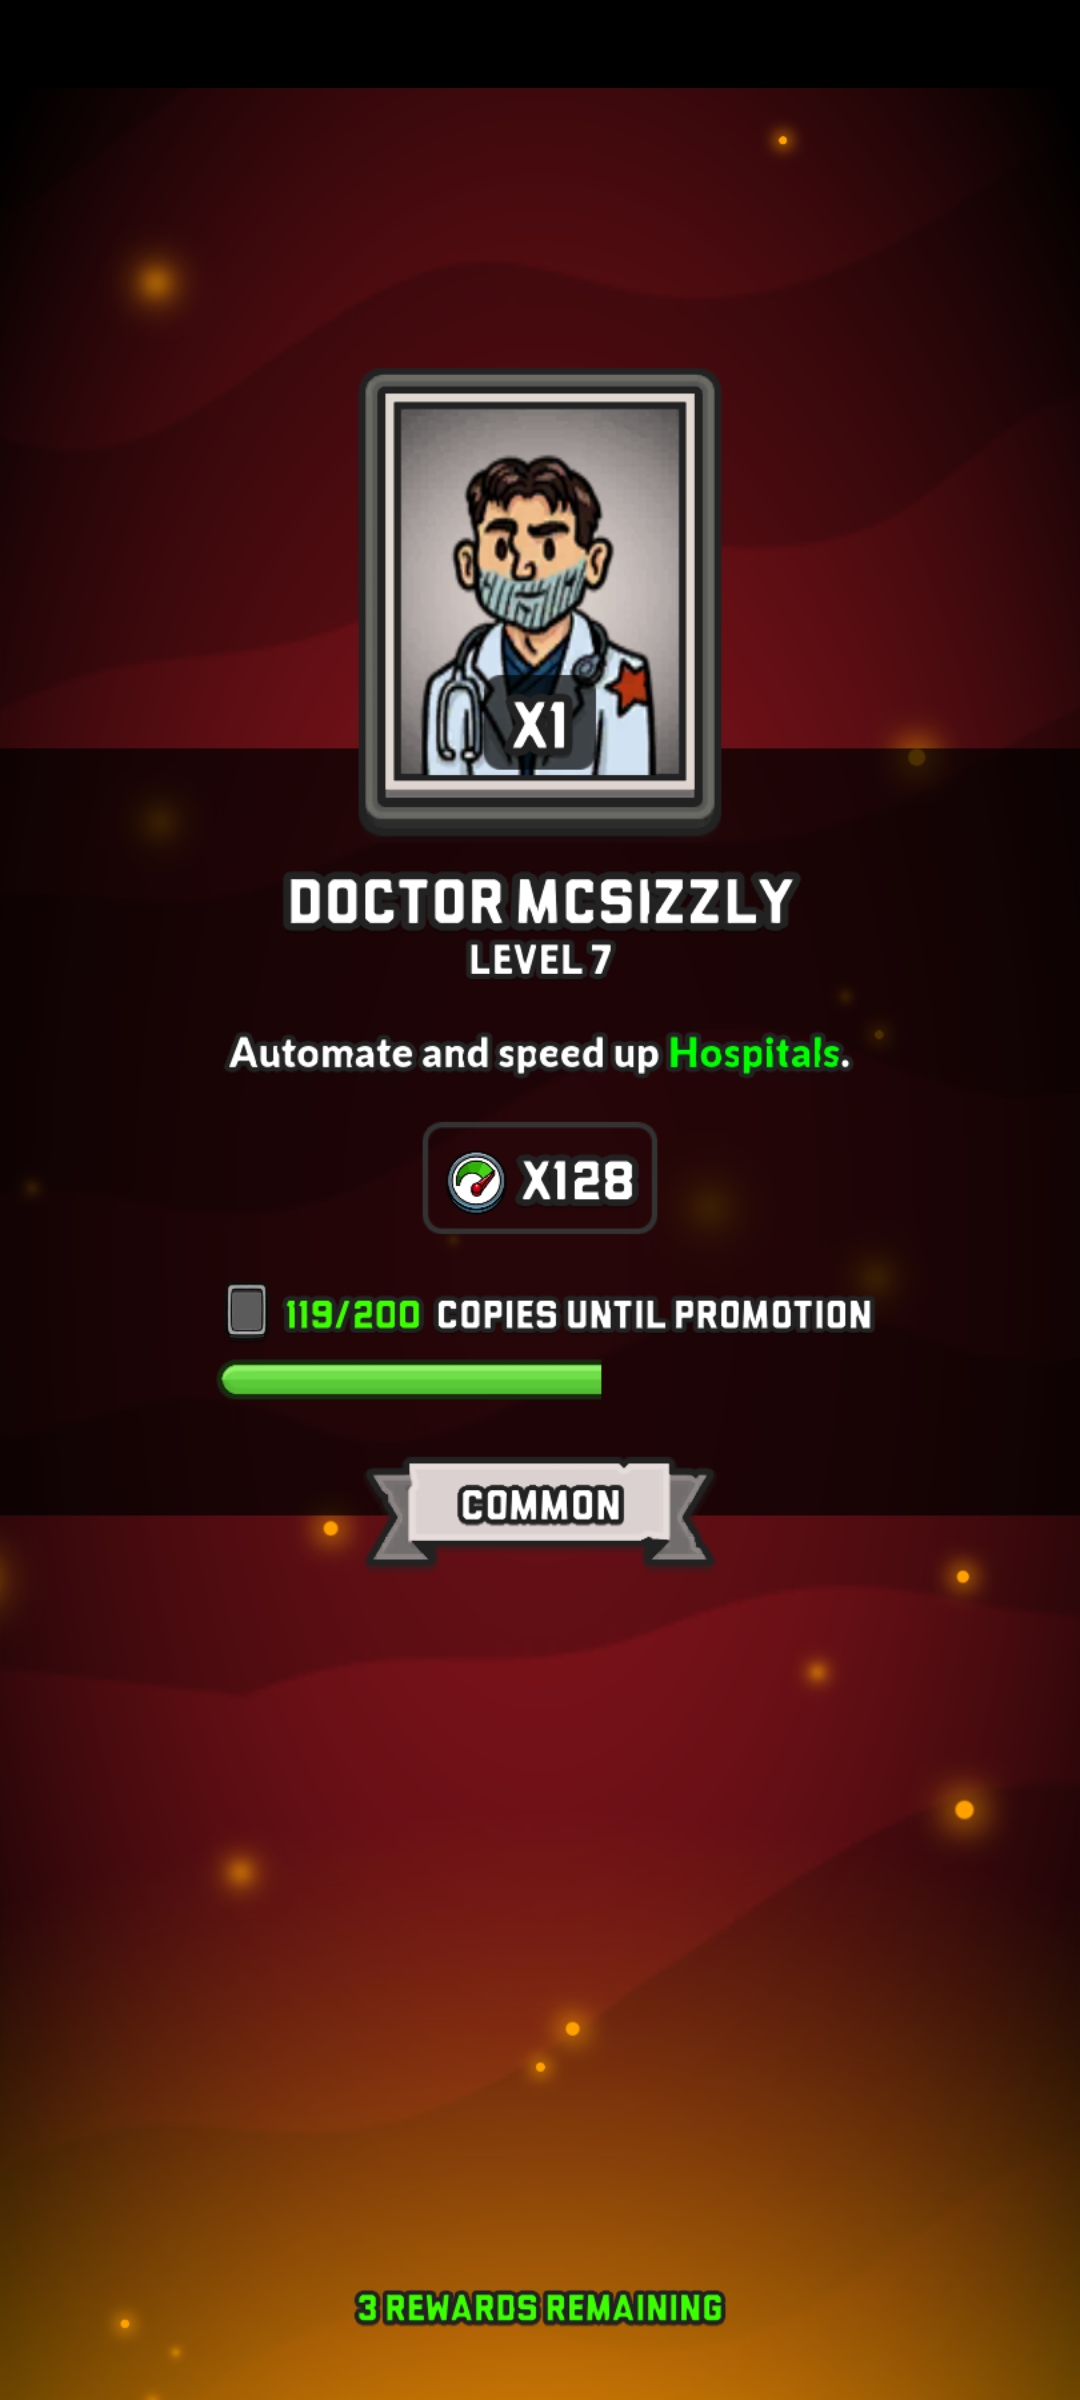 X1
DOCTOR MCSIZZLY
LEVEL 7
Automate and speed up Hospitals.
X128
119/200 COPIES UNTIL PROMOTION
COMMON
3 REWARDS REMAINING